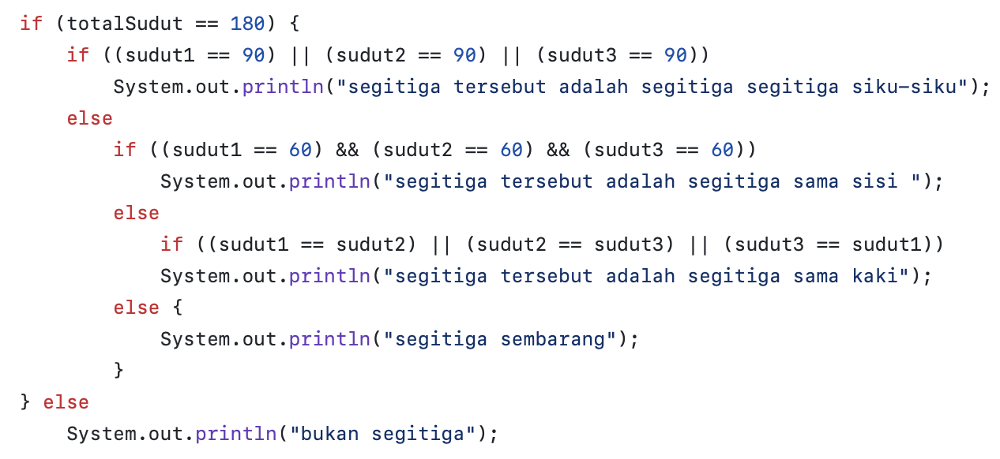 if (totalSudut == 180) {
    if ((sudut1 == 90) || (sudut2 == 90) || (sudut3 == 90))
        System.out.println("segitiga tersebut adalah segitiga segitiga siku-siku");
    else
        if ((sudut1 == 60) && (sudut2 == 60) && (sudut3 == 60))
            System.out.println("segitiga tersebut adalah segitiga sama sisi ");
        else
            if ((sudut1 == sudut2) || (sudut2 == sudut3) || (sudut3 == sudut1))
            System.out.println("segitiga tersebut adalah segitiga sama kaki");
        else {
            System.out.println("segitiga sembarang");
        }
} else
    System.out.println("bukan segitiga");